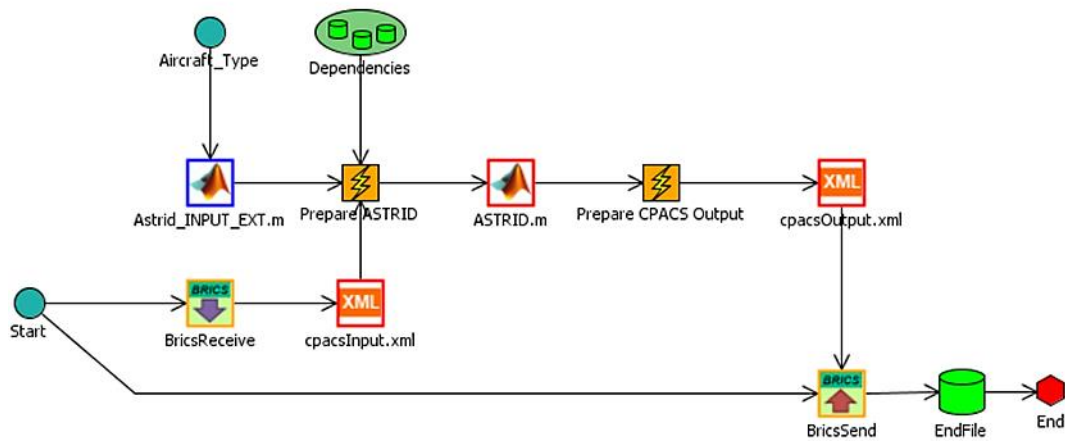 Aircraft_Type
Dependencies
Astrid_INPUT_EXT.m
Prepare ASTRID
ASTRID.m
Prepare CPACS Output
XML
cpacsOutput.xml
Start
BRICS
BricsReceive
XML
cpacsInput.xml
BRICS
BricsSend
EndFile
End